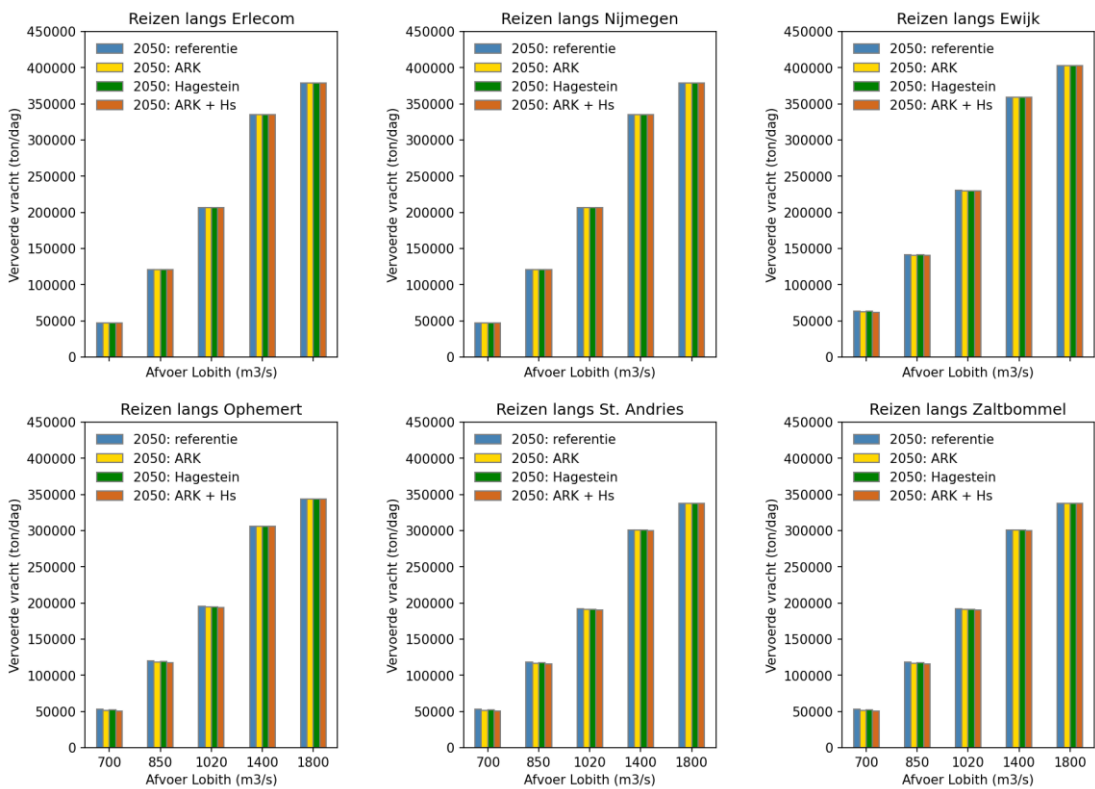 Reizen langs Erlecom
450000
400000
350000
300000
250000
200000
150000
100000
50000
0
Vervoerde vracht (ton/dag)
2050: referentie
2050: ARK
2050: Hagestein
2050: ARK + Hs
Afvoer Lobith (m3/s)
Reizen langs Nijmegen
450000
400000
350000
300000
250000
200000
150000
100000
50000
0
Vervoerde vracht (ton/dag)
2050: referentie
2050: ARK
2050: Hagestein
2050: ARK + Hs
Afvoer Lobith (m3/s)
Reizen langs Ewijk
450000
400000
350000
300000
250000
200000
150000
100000
50000
0
Vervoerde vracht (ton/dag)
2050: referentie
2050: ARK
2050: Hagestein
2050: ARK + Hs
Afvoer Lobith (m3/s)
Reizen langs Ophemert
450000
400000
350000
300000
250000
200000
150000
100000
50000
0
Vervoerde vracht (ton/dag)
2050: referentie
2050: ARK
2050: Hagestein
2050: ARK + Hs
700 850 1020 1400 1800
Afvoer Lobith (m3/s)
Reizen langs St. Andries
450000
400000
350000
300000
250000
200000
150000
100000
50000
0
Vervoerde vracht (ton/dag)
2050: referentie
2050: ARK
2050: Hagestein
2050: ARK + Hs
700 850 1020 1400 1800
Afvoer Lobith (m3/s)
Reizen langs Zaltbommel
450000
400000
350000
300000
250000
200000
150000
100000
50000
0
Vervoerde vracht (ton/dag)
2050: referentie
2050: ARK
2050: Hagestein
2050: ARK + Hs
700 850 1020 1400 1800
Afvoer Lobith (m3/s)